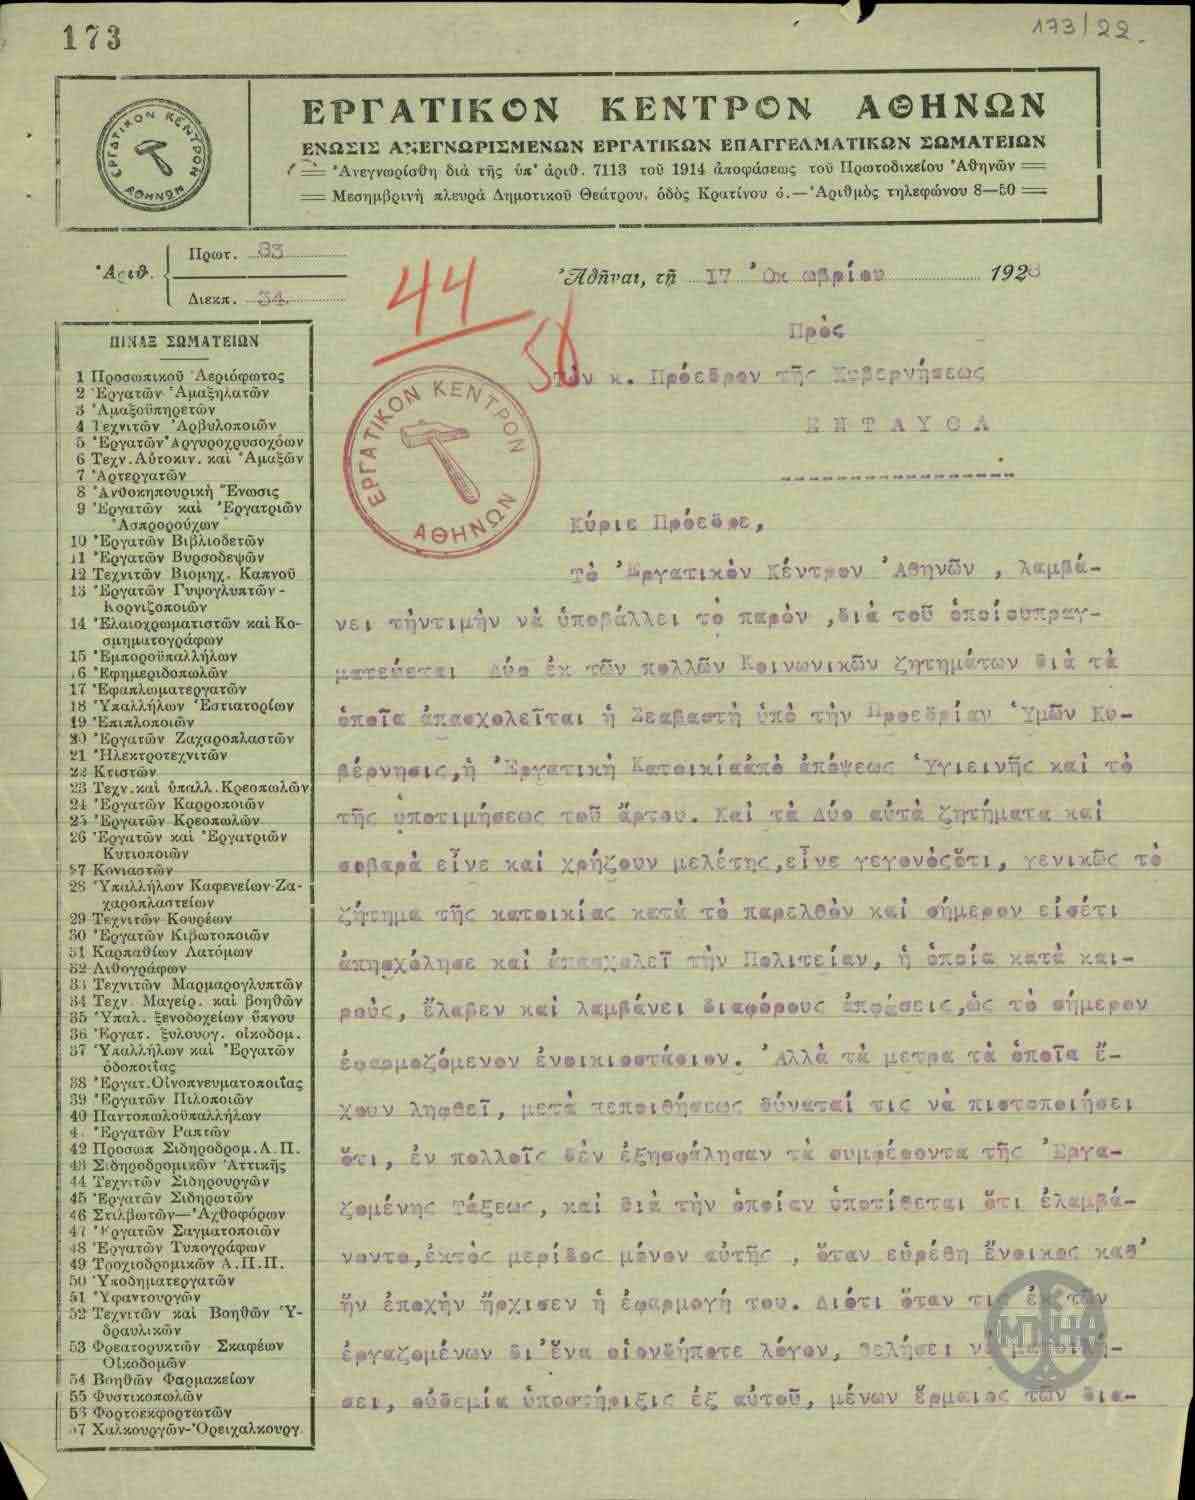 173
173/22
ΕΡΓΑΤΙΚΟΝ ΚΕΝΤΡΟΝ ΑΘΗΝΩΝ
ΕΡΓΑΤΙΚΟΝ ΚΕΝΤΡΟΝ ΑΘΗΝΩΝ
ΕΝΩΣΙΣ ΑΝΕΓΝΩΡΙΣΜΕΝΩΝ ΕΡΓΑΤΙΚΩΝ ΕΠΑΓΓΕΛΜΑΤΙΚΩΝ ΣΩΜΑΤΕΙΩΝ
Ἀνεγνωρίσθη διὰ τῆς ὑπ' ἀριθ. 7113 τοῦ 1914 ἀποφάσεως τοῦ Πρωτοδικείου Ἀθηνῶν
Μεσημβρινὴ πλευρὰ Δημοτικοῦ Θεάτρου, ὁδὸς Κρατίνου 6.—Ἀριθμὸς τηλεφώνου 8—50
Ἀριθ.
Πρωτ. 83
Διεκπ. 34.
44
58
Ἀθῆναι, τῇ 17 Ὀκ ωβρίου 1928
ΠΙΝΑΞ ΣΩΜΑΤΕΙΩΝ
1 Προσωπικοῦ Ἀεριόφωτος
2 Ἐργατῶν Ἁμαξηλατῶν
3 Ἁμαξοϋπηρετῶν
4 Τεχνιτῶν Ἀρβυλοποιῶν
5 Ἐργατῶν Ἀργυροχρυσοχόων
6 Τεχν. Αὐτοκιν. καὶ Ἁμαξῶν
7 Ἀρτεργατῶν
8 Ἀνθοκηπουρικὴ Ἕνωσις
9 Ἐργατῶν καὶ Ἐργατριῶν
Ἀσπρορούχων
10 Ἐργατῶν Βιβλιοδετῶν
11 Ἐργατῶν Βυρσοδεψῶν
12 Τεχνιτῶν Βιομηχ. Καπνοῦ
13 Ἐργατῶν Γυψογλυπτῶν-
Κορνιζοποιῶν
14 Ἐλαιοχρωματιστῶν καὶ Κο-
σμηματογράφων
15 Ἐμποροϋπαλλήλων
16 Ἐφημεριδοπωλῶν
17 Ἐφαπλωματεργατῶν
18 Ὑπαλλήλων Ἑστιατορίων
19 Ἐπιπλοποιῶν
20 Ἐργατῶν Ζαχαροπλαστῶν
21 Ἠλεκτροτεχνιτῶν
22 Κτιστῶν
23 Τεχν. καὶ ὑπαλλ. Κρεοπωλῶν
24 Ἐργατῶν Καρροποιῶν
25 Ἐργατῶν Κρεοπωλῶν
26 Ἐργατῶν καὶ Ἐργατριῶν
Κυτιοποιῶν
27 Κονιαστῶν
28 Ὑπαλλήλων Καφενείων-Ζα-
χαροπλαστείων
29 Τεχνιτῶν Κουρέων
30 Ἐργατῶν Κιβωτοποιῶν
31 Καρπαθίων Λατόμων
32 Λιθογράφων
33 Τεχνιτῶν Μαρμαρογλυπτῶν
34 Τεχν. Μαγείρ. καὶ βοηθῶν
35 Ὑπαλ. ξενοδοχείων ὕπνου
36 Ἐργατ. ξυλουργ. οἰκοδομ.
37 Ὑπαλλήλων καὶ Ἐργατῶν
ὁδοποιΐας
38 Ἐργατ. Οἰνοπνευματοποιΐας
39 Ἐργατῶν Πιλοποιῶν
40 Παντοπωλοϋπαλλήλων
4 Ἐργατῶν Ραπτῶν
42 Προσωπ Σιδηροδρομ. Α. Π.
43 Σιδηροδρομικῶν Ἀττικῆς
44 Τεχνιτῶν Σιδηρουργῶν
45 Ἐργατῶν Σιδηρωτῶν
46 Στιλβωτῶν—Ἀχθοφόρων
47 Ἐργατῶν Σαγματοποιῶν
48 Ἐργατῶν Τυπογράφων
49 Τροχιοδρομικῶν Α. Π. Π.
50 Ὑποδηματεργατῶν
51 Ὑφαντουργῶν
52 Τεχνιτῶν καὶ Βοηθῶν Ὑ-
δραυλικῶν
53 Φρεατορυκτῶν Σκαφέων
Οἰκοδομῶν
54 Βοηθῶν Φαρμακείων
55 Φυστικοπωλῶν
56 Φορτοεκφορτωτῶν
57 Χαλκουργῶν-Ὀρειχαλκουργ.
Πρὸς
Τὸν κ. Πρόεδρον τῆς Κυβερνήσεως
ΕΝΤΑΥΘΑ
ΕΡΓΑΤΙΚΟΝ ΚΕΝΤΡΟΝ ΑΘΗΝΩΝ
Κύριε Πρόεδρε,
Τὸ Ἐργατικὸν Κέντρον Ἀθηνῶν , λαμβά-
νει τὴντιμὴν νὰ ὑποβάλλει τὸ παρὸν ,διὰ τοῦ ὁποίουπραγ-
ματεύεται Δύο ἐκ τῶν πολλῶν Κοινωνικῶν ζητημάτων διὰ τὰ
ὁποῖα ἀπασχολεῖται ἡ Σεαβαστὴ ὑπὸ τὴν Προεδρίαν Ὑμῶν Κυ-
βέρνησις,ἡ Ἐργατικὴ Κατοικίαἀπὸ ἀπόψεως Ὑγιεινῆς καὶ τὸ
τῆς ὑποτιμήσεως τοῦ ἄρτου. Καὶ τὰ Δύο αὐτὰ ζητήματα καὶ
σοβαρὰ εἶνε καὶ χρήζουν μελέτης,εἶνε γεγονὸςὅτι, γενικῶς τὸ
ζήτημα τῆς κατοικίας κατὰ τὸ παρελθὸν καὶ σήμερον εἰσέτι
ἀπησχόλησε καὶ ἀπασχολεῖ τὴν Πολιτείαν, ἡ ὁποία κατὰ και-
ρούς, ἔλαβεν καὶ λαμβάνει διαφόρους ἀποφάσεις,ὡς τὸ σήμερον
ἐφαρμοζόμενον ἐνοικιοστάσιον. Ἀλλὰ τὰ μετρα τὰ ὁποῖα ἔ-
χουν ληφθεῖ, μετὰ πεποιθήσεως δύναταί τις νὰ πιστοποιήσει
ὅτι, ἐν πολλοῖς δὲν ἐξησφάλησαν τὰ συμφέροντα τῆς Ἐργα-
ζομένης Τάξεως, καὶ διὰ τὴν ὁποίαν ὑποτίθεται ὅτι ἐλαμβά-
νοντο,ἐκτὸς μερίδος μόνον αὐτῆς , ὅταν εὑρέθη ἔνοικος καθ'
ἣν ἐποχὴν ἤρχισεν ἡ ἐφαρμογή του. Διότι ὅταν τις ἐκ τῶν
ἐργαζομένων δι'ἕνα οἱονδήποτε λόγον, θελήσει νὰ
σει, οὐδεμία ὑποστήριξις ἐξ αὐτοῦ, μένων ἕρμαιος τῶν δια-